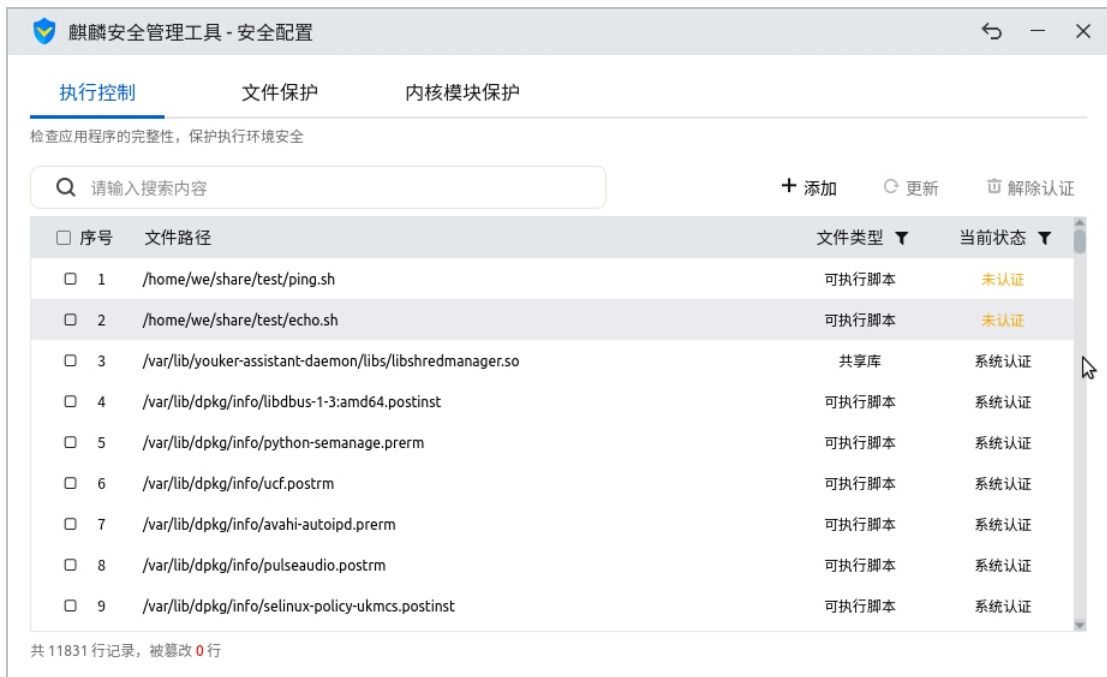 麒麟安全管理工具 - 安全配置
执行控制 文件保护 内核模块保护
检查应用程序的完整性，保护执行环境安全
请输入搜索内容 添加 更新 解除认证
序号 文件路径 文件类型 当前状态
1 /home/we/share/test/ping.sh 可执行脚本 未认证
2 /home/we/share/test/echo.sh 可执行脚本 未认证
3 /var/lib/youker-assistant-daemon/libs/libshredmanager.so 共享库 系统认证
4 /var/lib/dpkg/info/libdbus-1-3:amd64.postinst 可执行脚本 系统认证
5 /var/lib/dpkg/info/python-semanage.prerm 可执行脚本 系统认证
6 /var/lib/dpkg/info/ucf.postrm 可执行脚本 系统认证
7 /var/lib/dpkg/info/avahi-autoipd.prerm 可执行脚本 系统认证
8 /var/lib/dpkg/info/pulseaudio.postrm 可执行脚本 系统认证
9 /var/lib/dpkg/info/selinux-policy-ukmcs.postinst 可执行脚本 系统认证
共 11831 行记录，被篡改 0 行